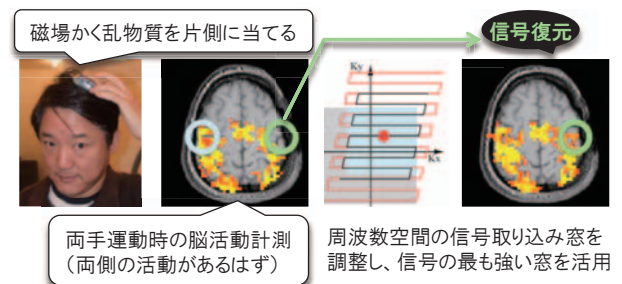 磁場かく乱物質を片側に当てる
信号復元
Ky
Kx
両手運動時の脳活動計測
（両側の活動があるはず）
周波数空間の信号取り込み窓を
調整し、信号の最も強い窓を活用